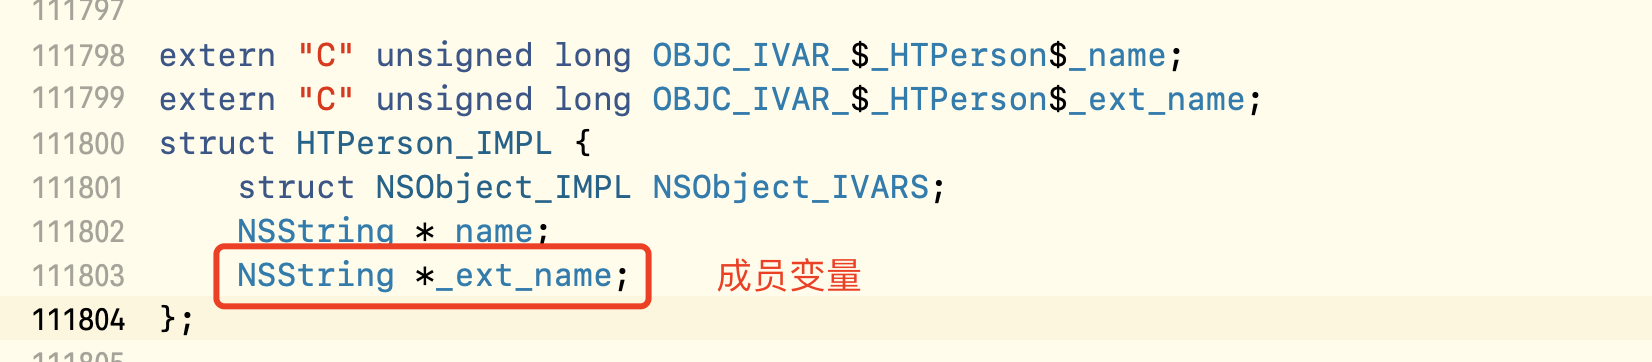 111797
111798 extern "C" unsigned long OBJC_IVAR_$_HTPerson$_name;
111799 extern "C" unsigned long OBJC_IVAR_$_HTPerson$_ext_name;
111800 struct HTPerson_IMPL {
111801 struct NSObject_IMPL NSObject_IVARS;
111802 NSString *_name;
111803 NSString *_ext_name; 成员变量
111804 };
111805